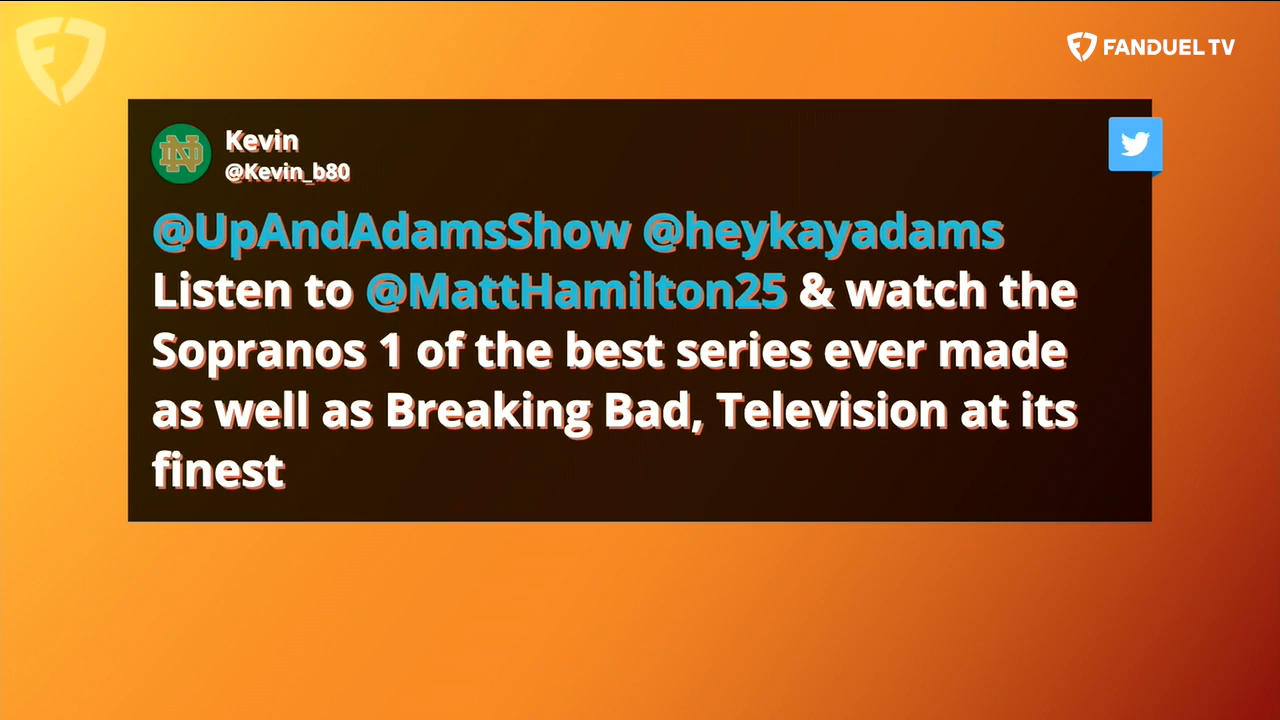 FANDUEL TV
Kevin
@Kevin_b80
@UpAndAdamsShow @heykayadams
Listen to @MattHamilton25 & watch the
Sopranos 1 of the best series ever made
as well as Breaking Bad, Television at its
finest